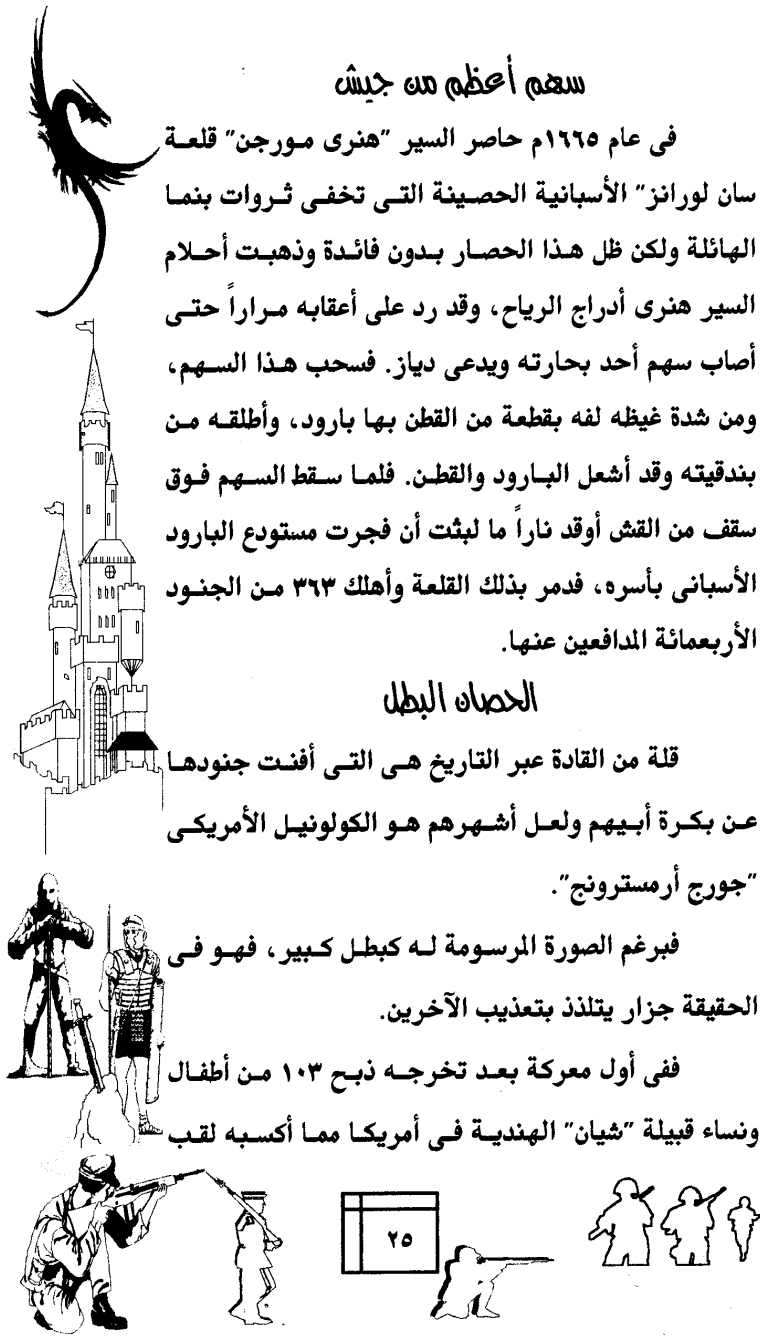 سهم أعظم من جيش
فى عام ١٦٦٥م حاصر السير "هنرى مورجن" قلعة
سان لورانز" الأسبانية الحصينة التى تخفى ثروات بنما
الهائلة ولكن ظل هذا الحصار بدون فائدة وذهبت أحلام
السير هنرى أدراج الرياح، وقد رد على أعقابه مراراً حتى
أصاب سهم أحد بحارته ويدعى دياز. فسحب هذا السهم،
ومن شدة غيظه لفه بقطعة من القطن بها بارود، وأطلقه من
بندقيته وقد أشعل البارود والقطن. فلما سقط السهم فوق
سقف من القش أوقد ناراً ما لبثت أن فجرت مستودع البارود
الأسبانى بأسره، فدمر بذلك القلعة وأهلك ٣٦٣ من الجنود
الأربعمائة المدافعين عنها.
الحصان البطل
قلة من القادة عبر التاريخ هى التى أفنت جنودها
عن بكرة أبيهم ولعل أشهرهم هو الكولونيل الأمريكى
"جورج أرمسترونج".
فبرغم الصورة المرسومة له كبطل كبير، فهو فى
الحقيقة جزار يتلذذ بتعذيب الآخرين.
ففى أول معركة بعد تخرجه ذبح ١٠٣ من أطفال
ونساء قبيلة "شيان" الهندية فى أمريكا مما أكسبه لقب
٢٥